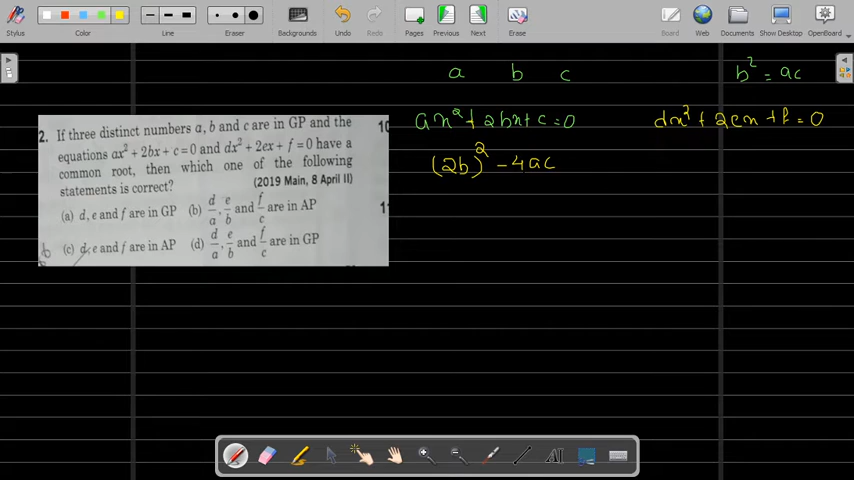 Stylus Color Line Eraser Backgrounds Undo Redo Pages Previous Next Erase Board Web Documents Show Desktop OpenBoard
a b c b² = ac
ax² + 2bx + c = 0 dx² + 2ex + f = 0
(2b)² - 4ac
2. If three distinct numbers a, b and c are in GP and the
equations ax² + 2bx + c = 0 and dx² + 2ex + f = 0 have a
common root, then which one of the following
statements is correct? (2019 Main, 8 April II)
(a) d, e and f are in GP (b) d/a, e/b and f/c are in AP
(c) d, e and f are in AP (d) d/a, e/b and f/c are in GP
10
11